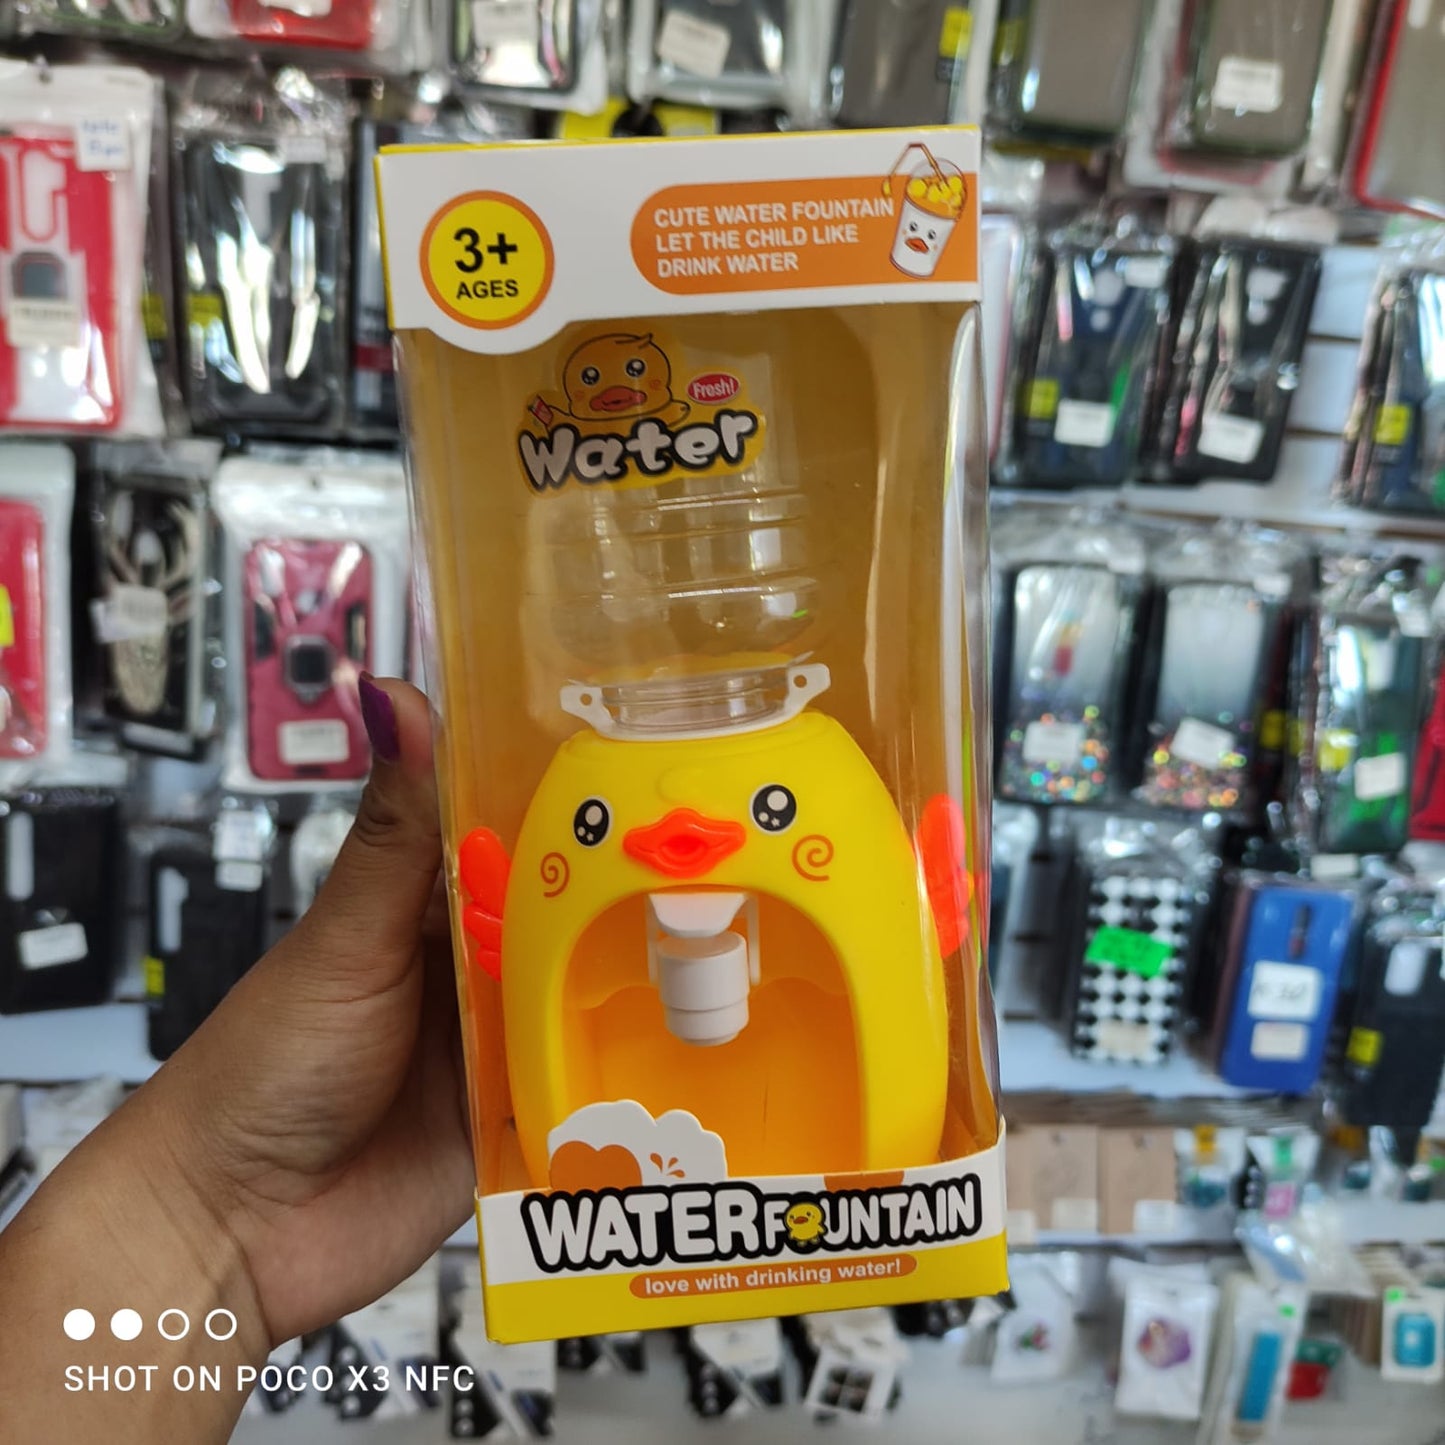 3+
AGES
CUTE WATER FOUNTAIN
LET THE CHILD LIKE
DRINK WATER
Fresh!
Water
WATER FOUNTAIN
love with drinking water!
SHOT ON POCO X3 NFC